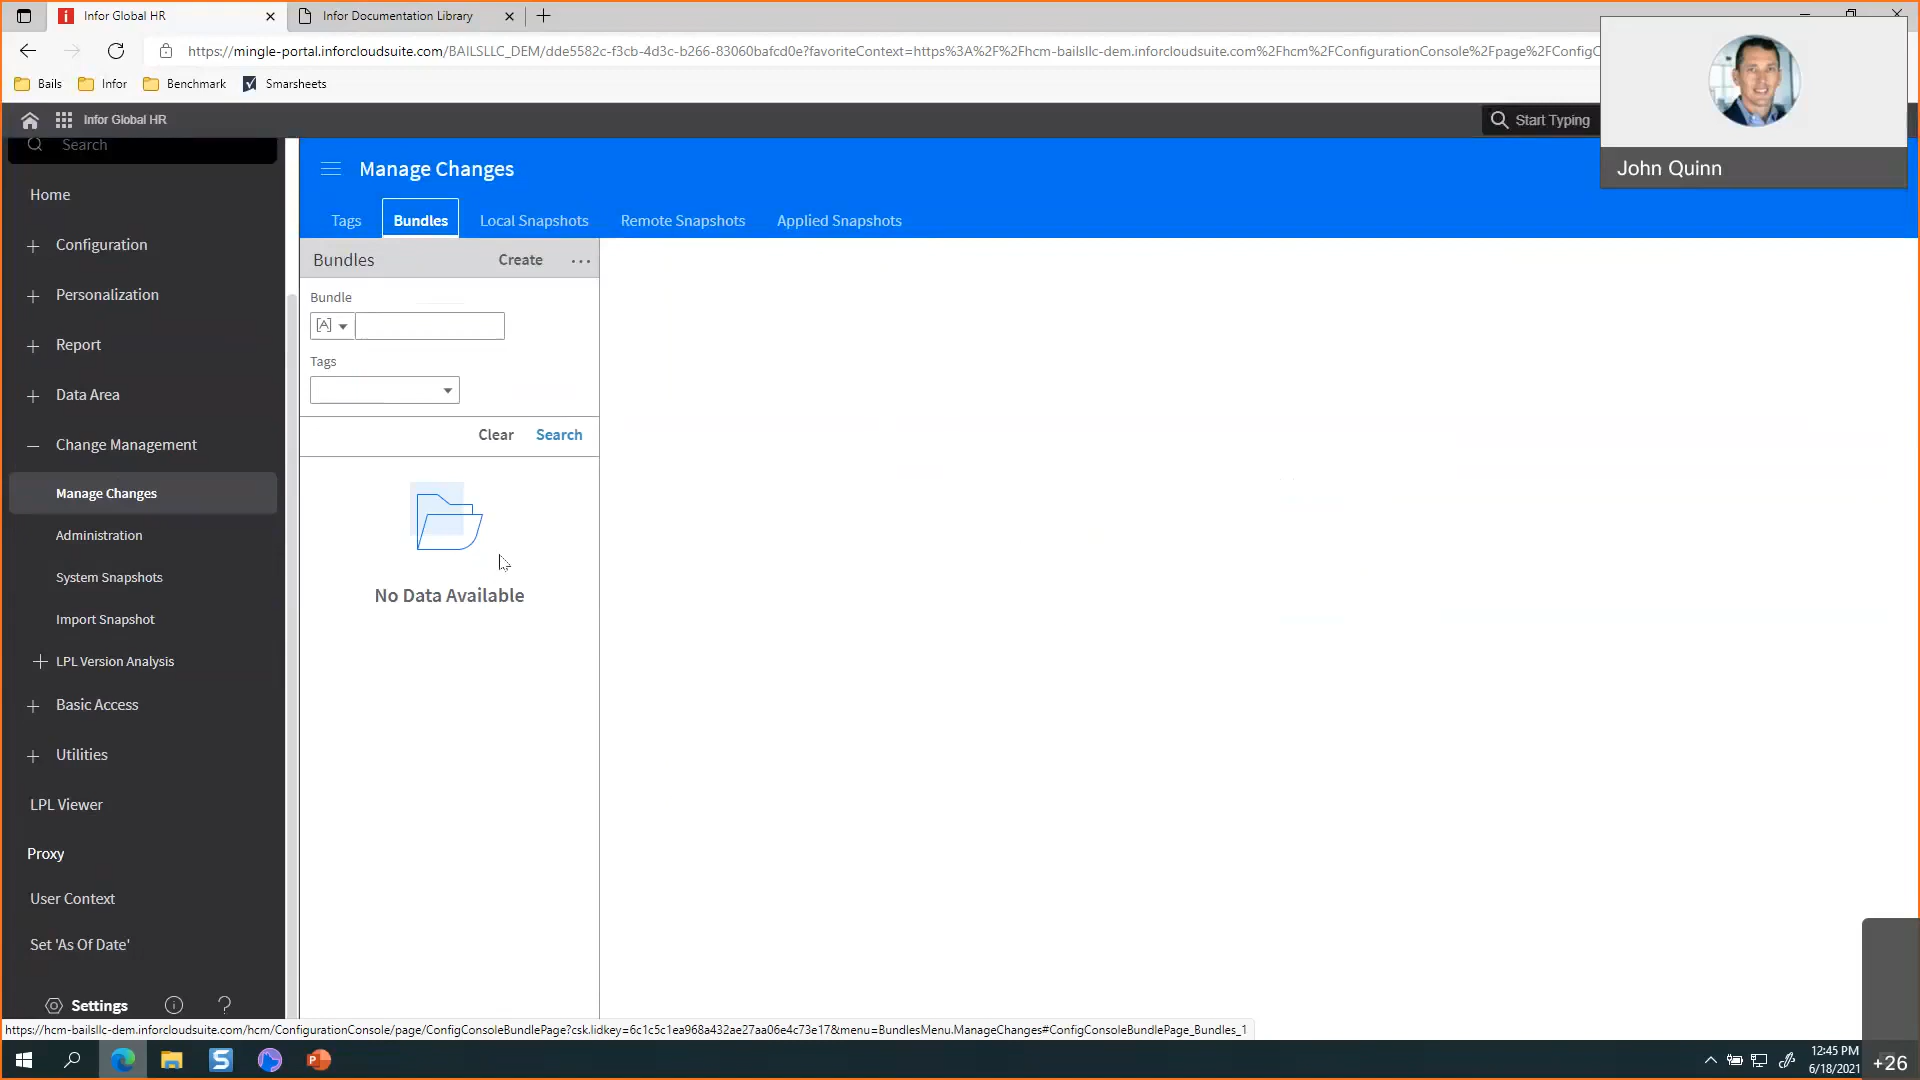 Infor Global HR
Infor Documentation Library
https://mingle-portal.inforcloudsuite.com/BAILSLLC_DEM/dde5582c-f3cb-4d3c-b266-83060bafcd0e?favoriteContext=https%3A%2F%2Fhcm-bailsllc-dem.inforcloudsuite.com%2Fhcm%2FConfigurationConsole%2Fpage%2FConfigC
Bails
Infor
Benchmark
Smarsheets
Infor Global HR
Start Typing
John Quinn
Search
Home
Configuration
Personalization
Report
Data Area
Change Management
Manage Changes
Administration
System Snapshots
Import Snapshot
LPL Version Analysis
Basic Access
Utilities
LPL Viewer
Proxy
User Context
Set 'As Of Date'
Settings
Manage Changes
Tags
Bundles
Local Snapshots
Remote Snapshots
Applied Snapshots
Bundles
Create
...
Bundle
[A]
Tags
Clear
Search
No Data Available
https://hcm-bailsllc-dem.inforcloudsuite.com/hcm/ConfigurationConsole/page/ConfigConsoleBundlePage?csk.lidkey=6c1c5c1ea968a432ae27aa06e4c73e17&menu=BundlesMenu.ManageChanges#ConfigConsoleBundlePage_Bundles_1
12:45 PM
6/18/2021
+26